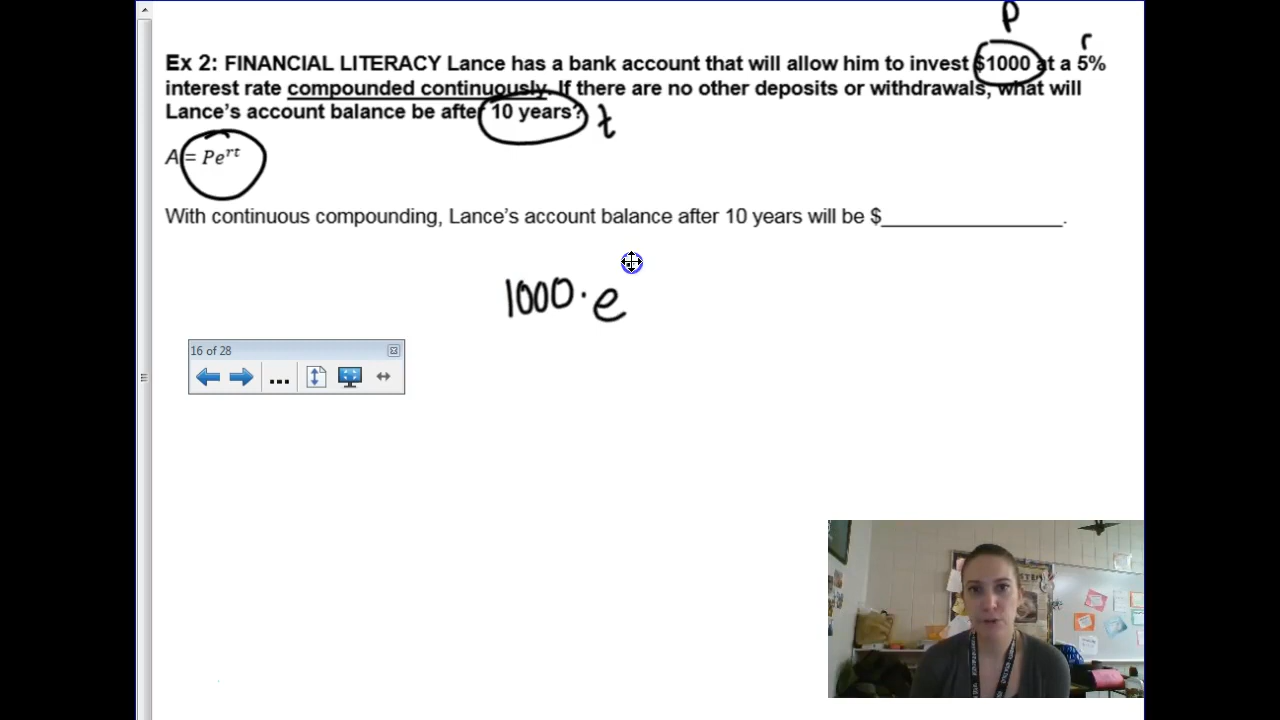 P
r
Ex 2: FINANCIAL LITERACY Lance has a bank account that will allow him to invest $1000 at a 5%
interest rate compounded continuously. If there are no other deposits or withdrawals, what will
Lance's account balance be after 10 years?
t
A = Pe^{rt}
With continuous compounding, Lance's account balance after 10 years will be $_________________.
1000 · e
16 of 28
...